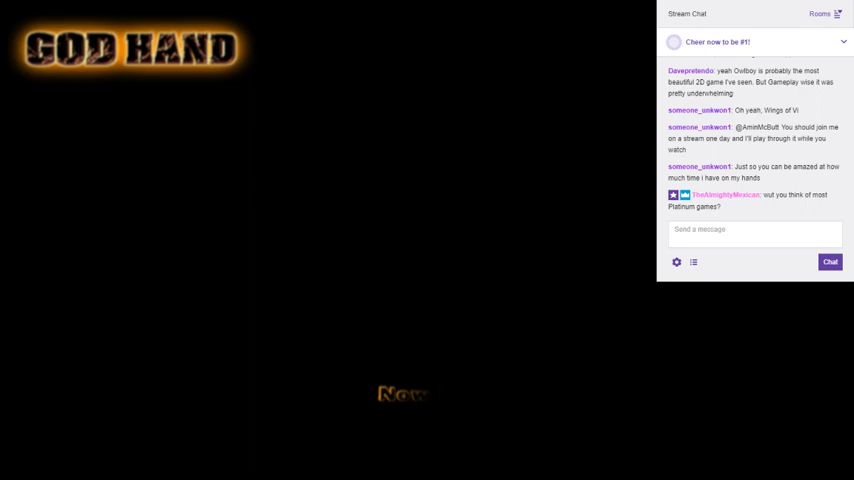 GOD HAND
Now
Stream Chat
Rooms
Cheer now to be #1!
Davepretendo: yeah Owlboy is probably the most
beautiful 2D game I've seen. But Gameplay wise it was
pretty underwhelming
someone_unkwon1: Oh yeah, Wings of Vi
someone_unkwon1: @AminMcButt You should join me
on a stream one day and I'll play through it while you
watch
someone_unkwon1: Just so you can be amazed at how
much time i have on my hands
TheAlmightyMexican: wut you think of most
Platinum games?
Send a message
Chat